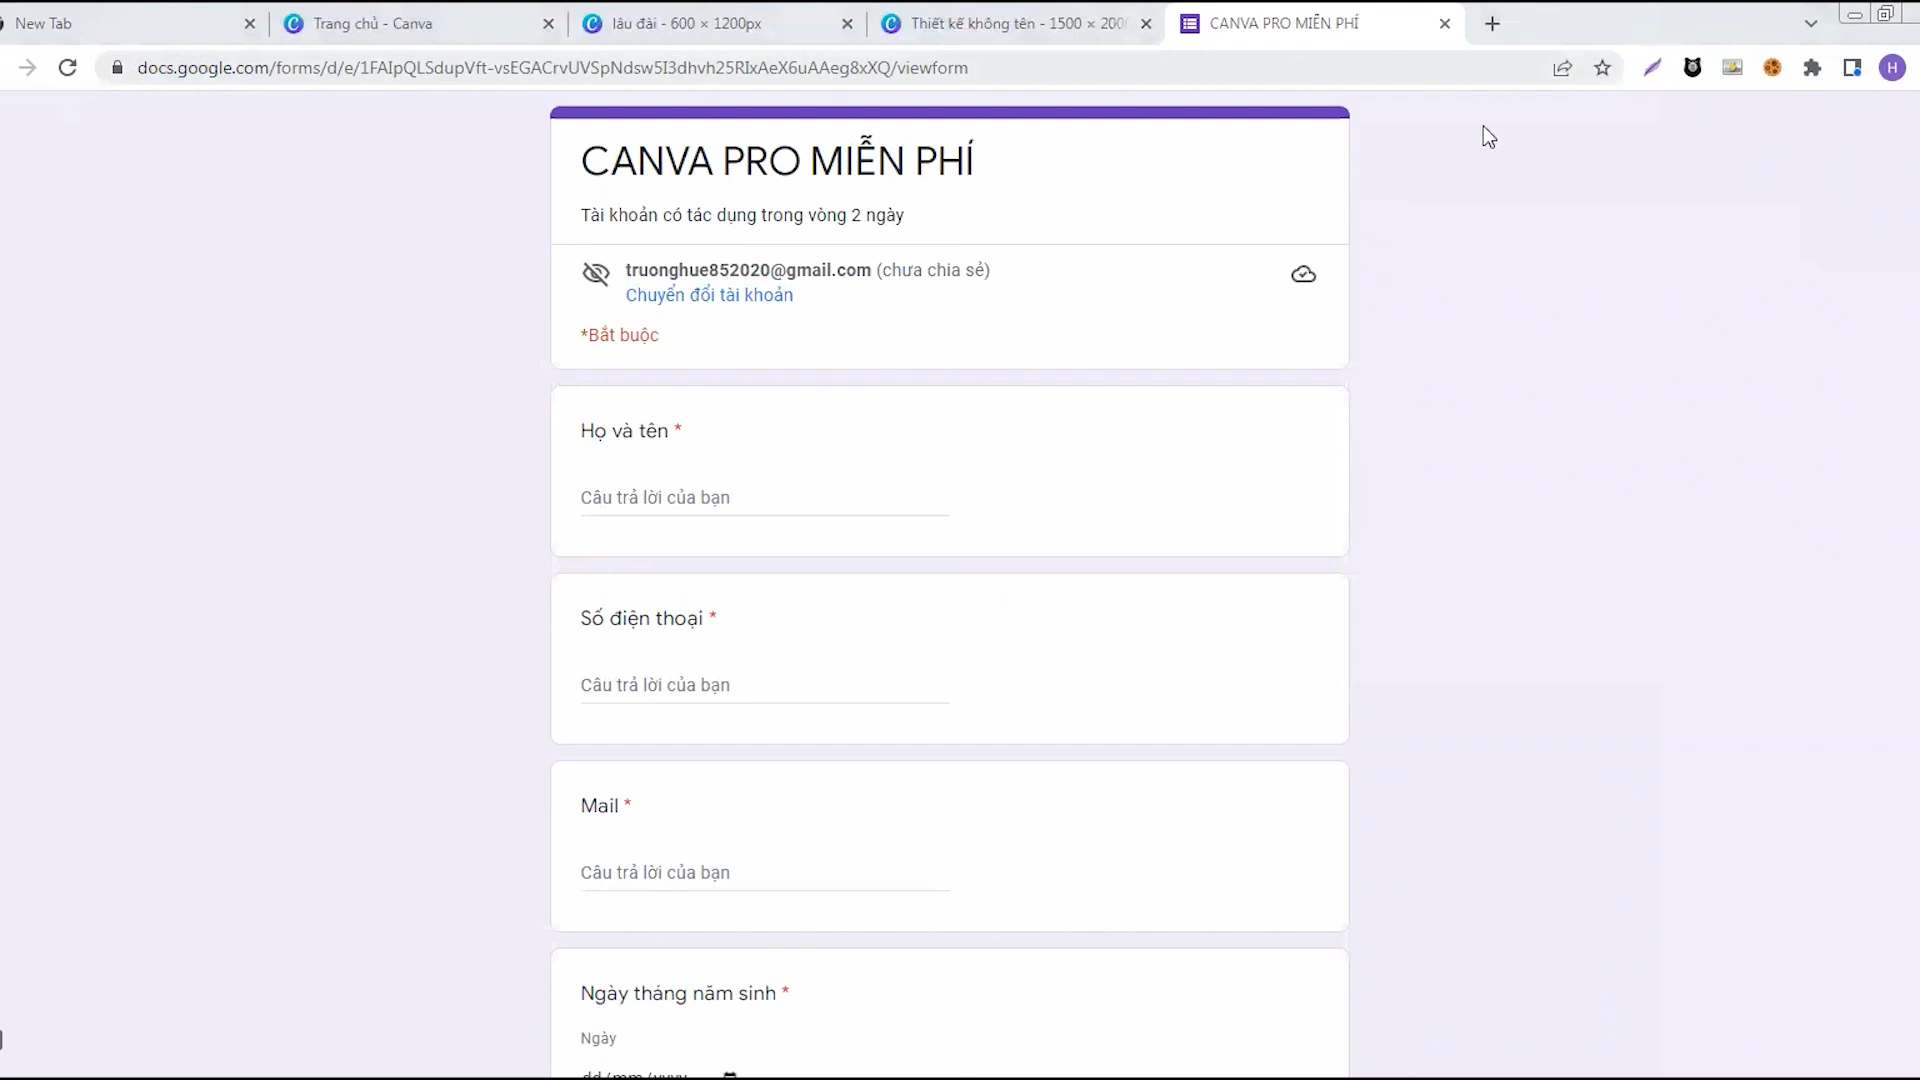 New Tab
Trang chủ - Canva
lâu đài - 600 × 1200px
Thiết kế không tên - 1500 × 200
CANVA PRO MIỄN PHÍ
docs.google.com/forms/d/e/1FAIpQLSdupVft-vsEGACrvUVSpNdsw5I3dhvh25RIxAeX6uAAeg8xXQ/viewform
H
CANVA PRO MIỄN PHÍ
Tài khoản có tác dụng trong vòng 2 ngày
truonghue852020@gmail.com (chưa chia sẻ)
Chuyển đổi tài khoản
*Bắt buộc
Họ và tên *
Câu trả lời của bạn
Số điện thoại *
Câu trả lời của bạn
Mail *
Câu trả lời của bạn
Ngày tháng năm sinh *
Ngày
dd/mm/yyyy